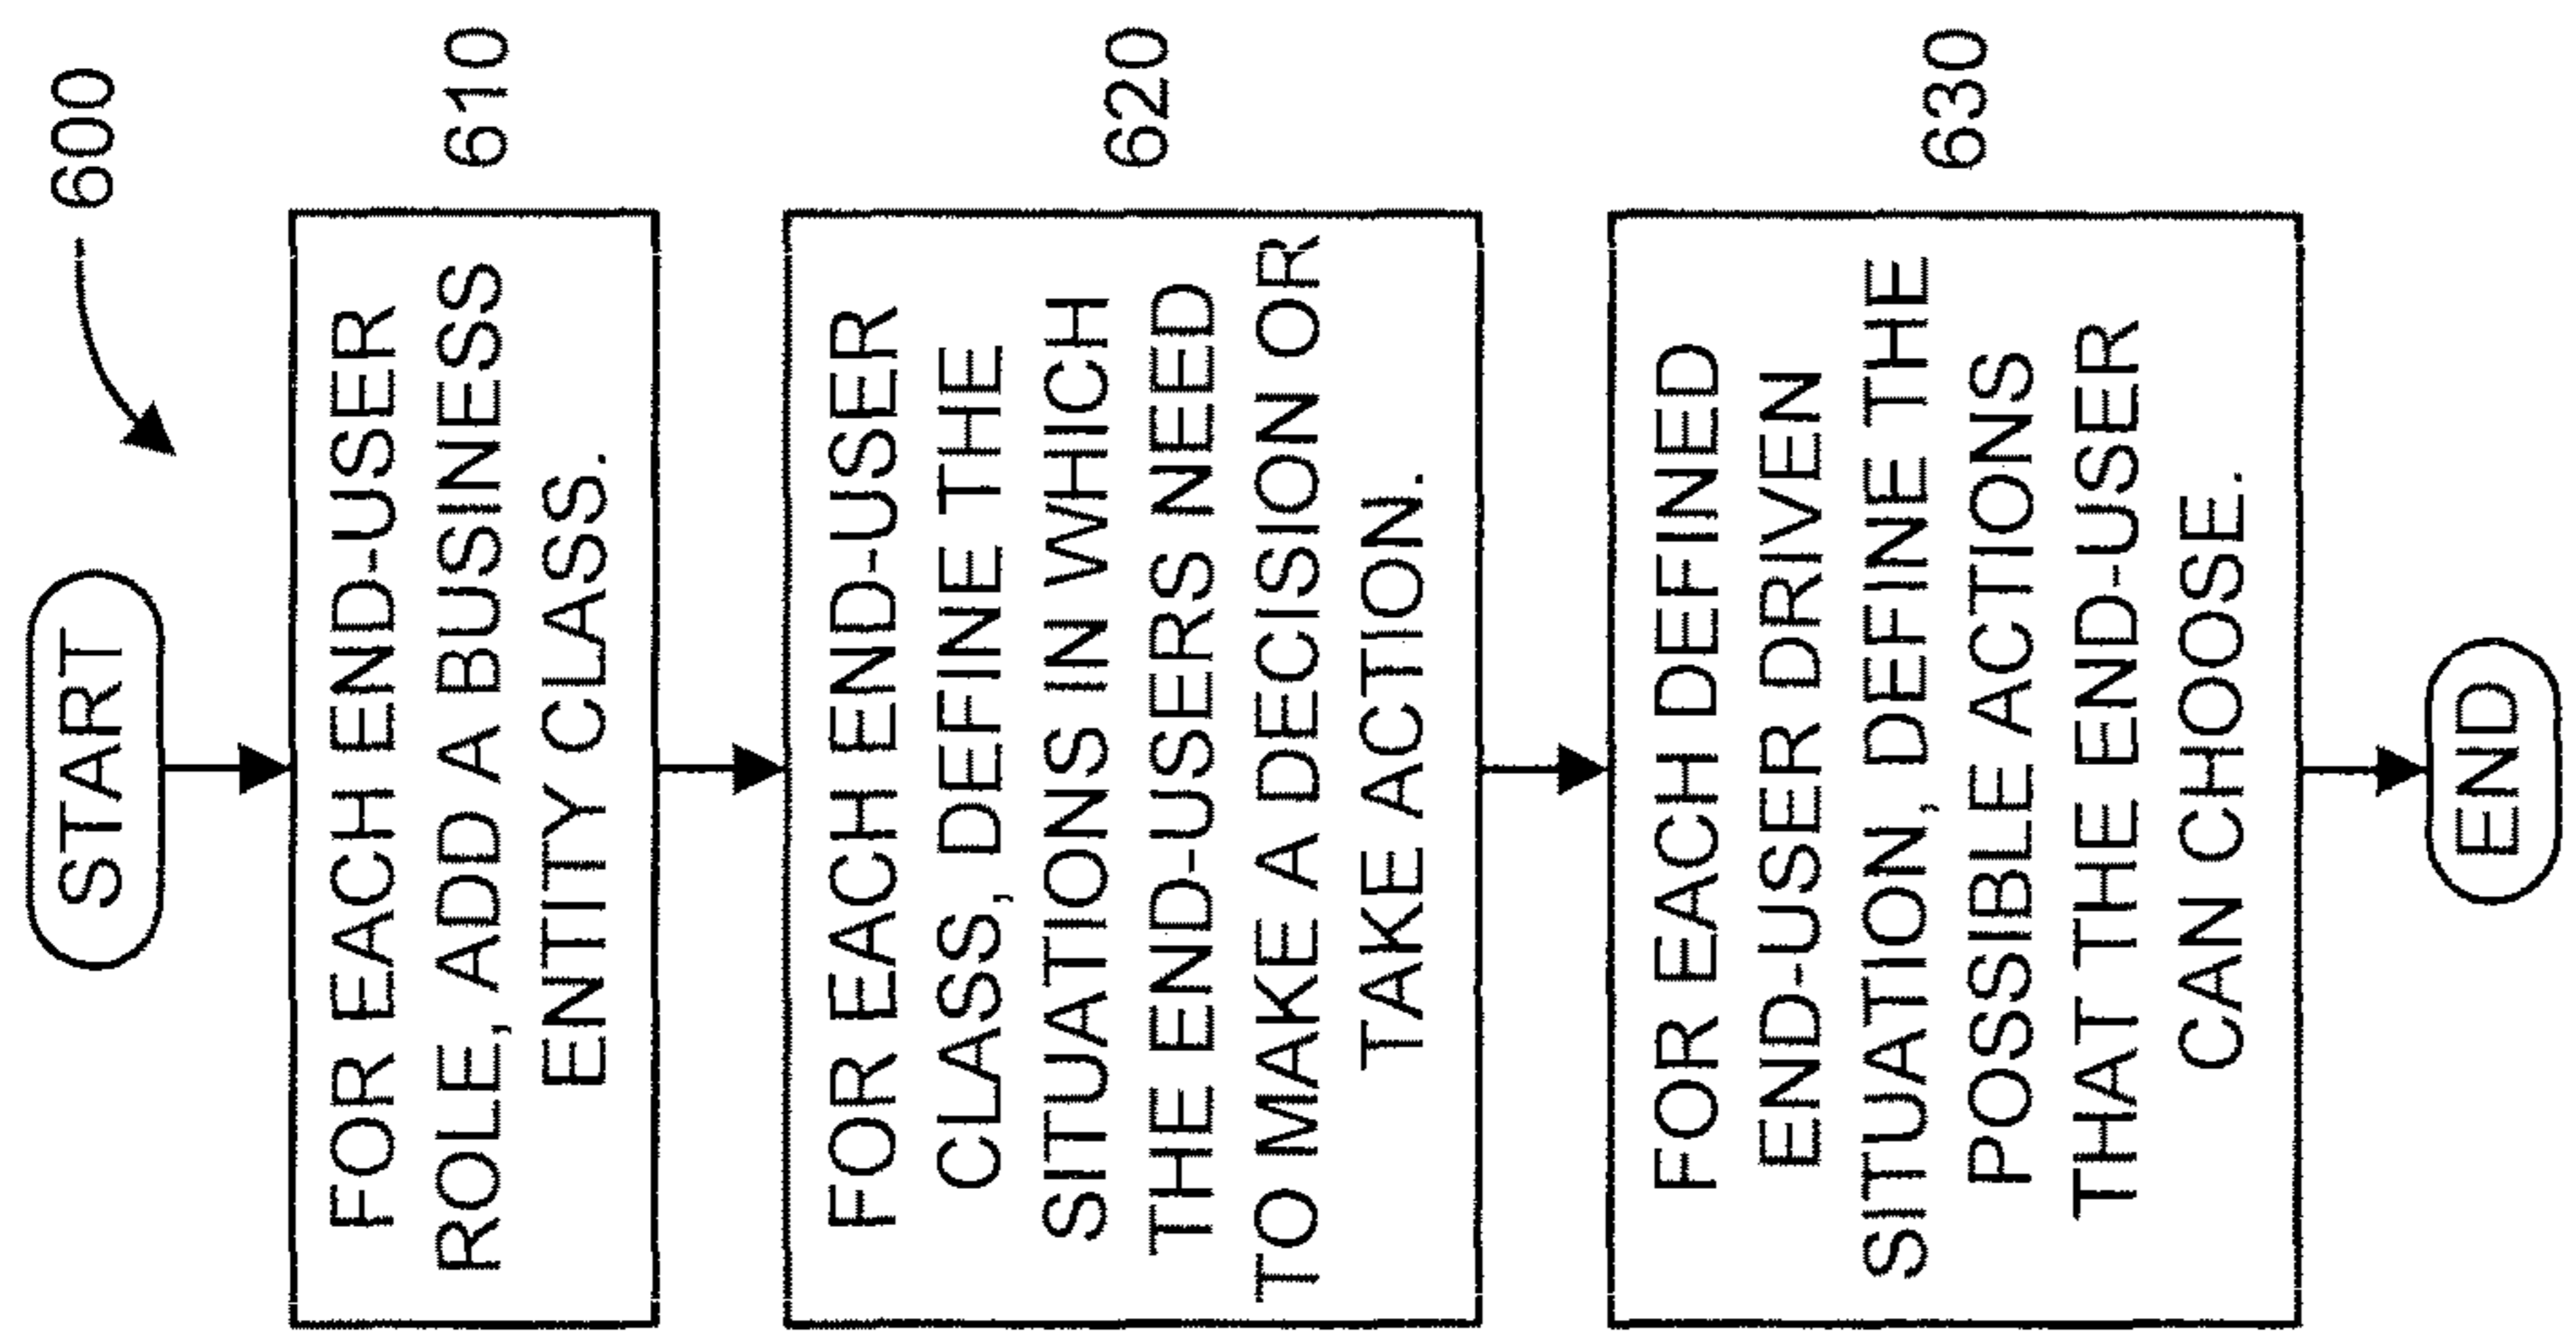 600
START
FOR EACH END-USER
ROLE, ADD A BUSINESS
ENTITY CLASS.
610
FOR EACH END-USER
CLASS, DEFINE THE
SITUATIONS IN WHICH
THE END-USERS NEED
TO MAKE A DECISION OR
TAKE ACTION.
620
FOR EACH DEFINED
END-USER DRIVEN
SITUATION, DEFINE THE
POSSIBLE ACTIONS
THAT THE END-USER
CAN CHOOSE.
630
END